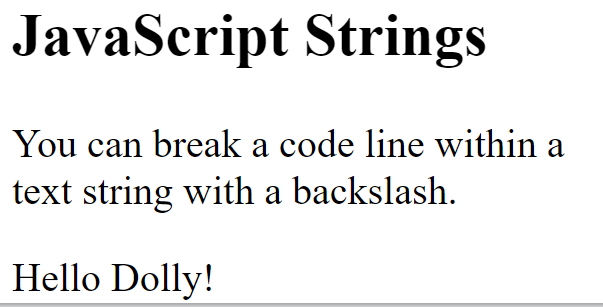 JavaScript Strings
You can break a code line within a
text string with a backslash.
Hello Dolly!